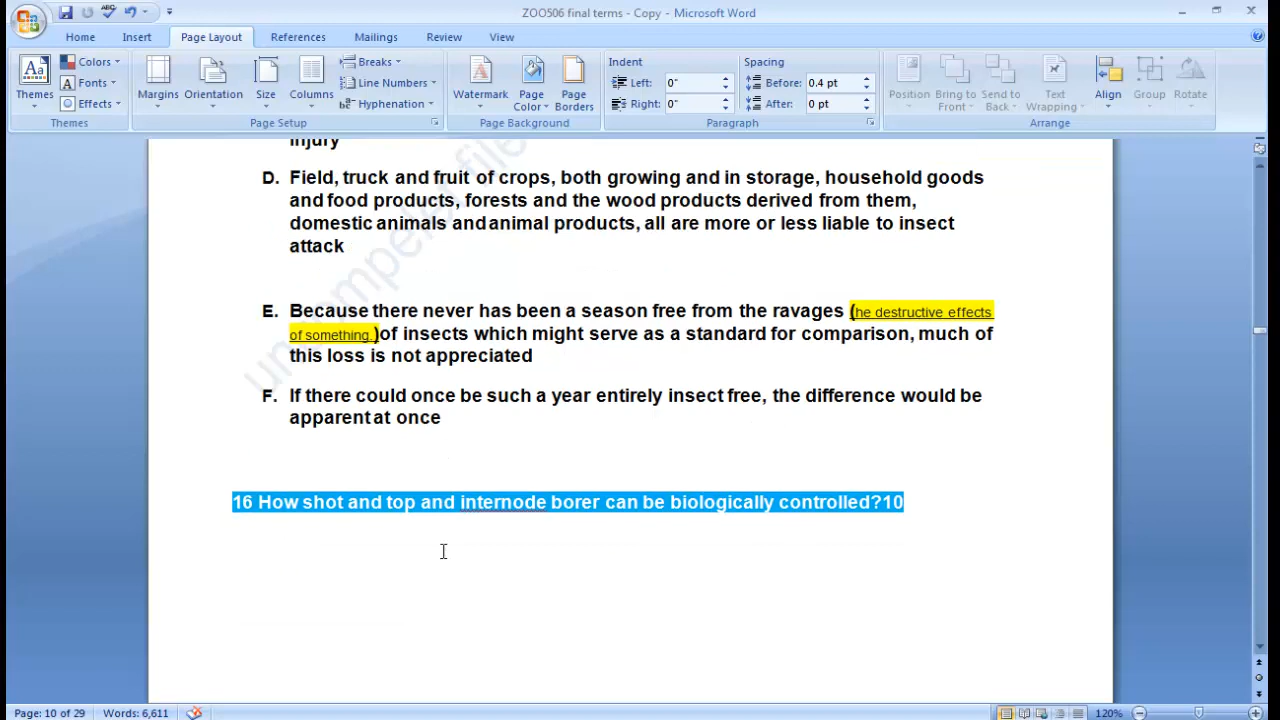 ZOO506 final terms - Copy - Microsoft Word
Home Insert Page Layout References Mailings Review View
Colors Breaks Indent Spacing
Aa Fonts Line Numbers Left: 0" Before: 0.4 pt
Themes Effects Margins Orientation Size Columns Hyphenation Watermark Page Color Page Borders Right: 0" After: 0 pt Position Bring to Front Send to Back Text Wrapping Align Group Rotate
Themes Page Setup Page Background Paragraph Arrange
injury
D. Field, truck and fruit of crops, both growing and in storage, household goods
and food products, forests and the wood products derived from them,
domestic animals and animal products, all are more or less liable to insect
attack
E. Because there never has been a season free from the ravages (he destructive effects
of something.)of insects which might serve as a standard for comparison, much of
this loss is not appreciated
F. If there could once be such a year entirely insect free, the difference would be
apparent at once
16 How shot and top and internode borer can be biologically controlled?10
Page: 10 of 29 Words: 6,611 120%